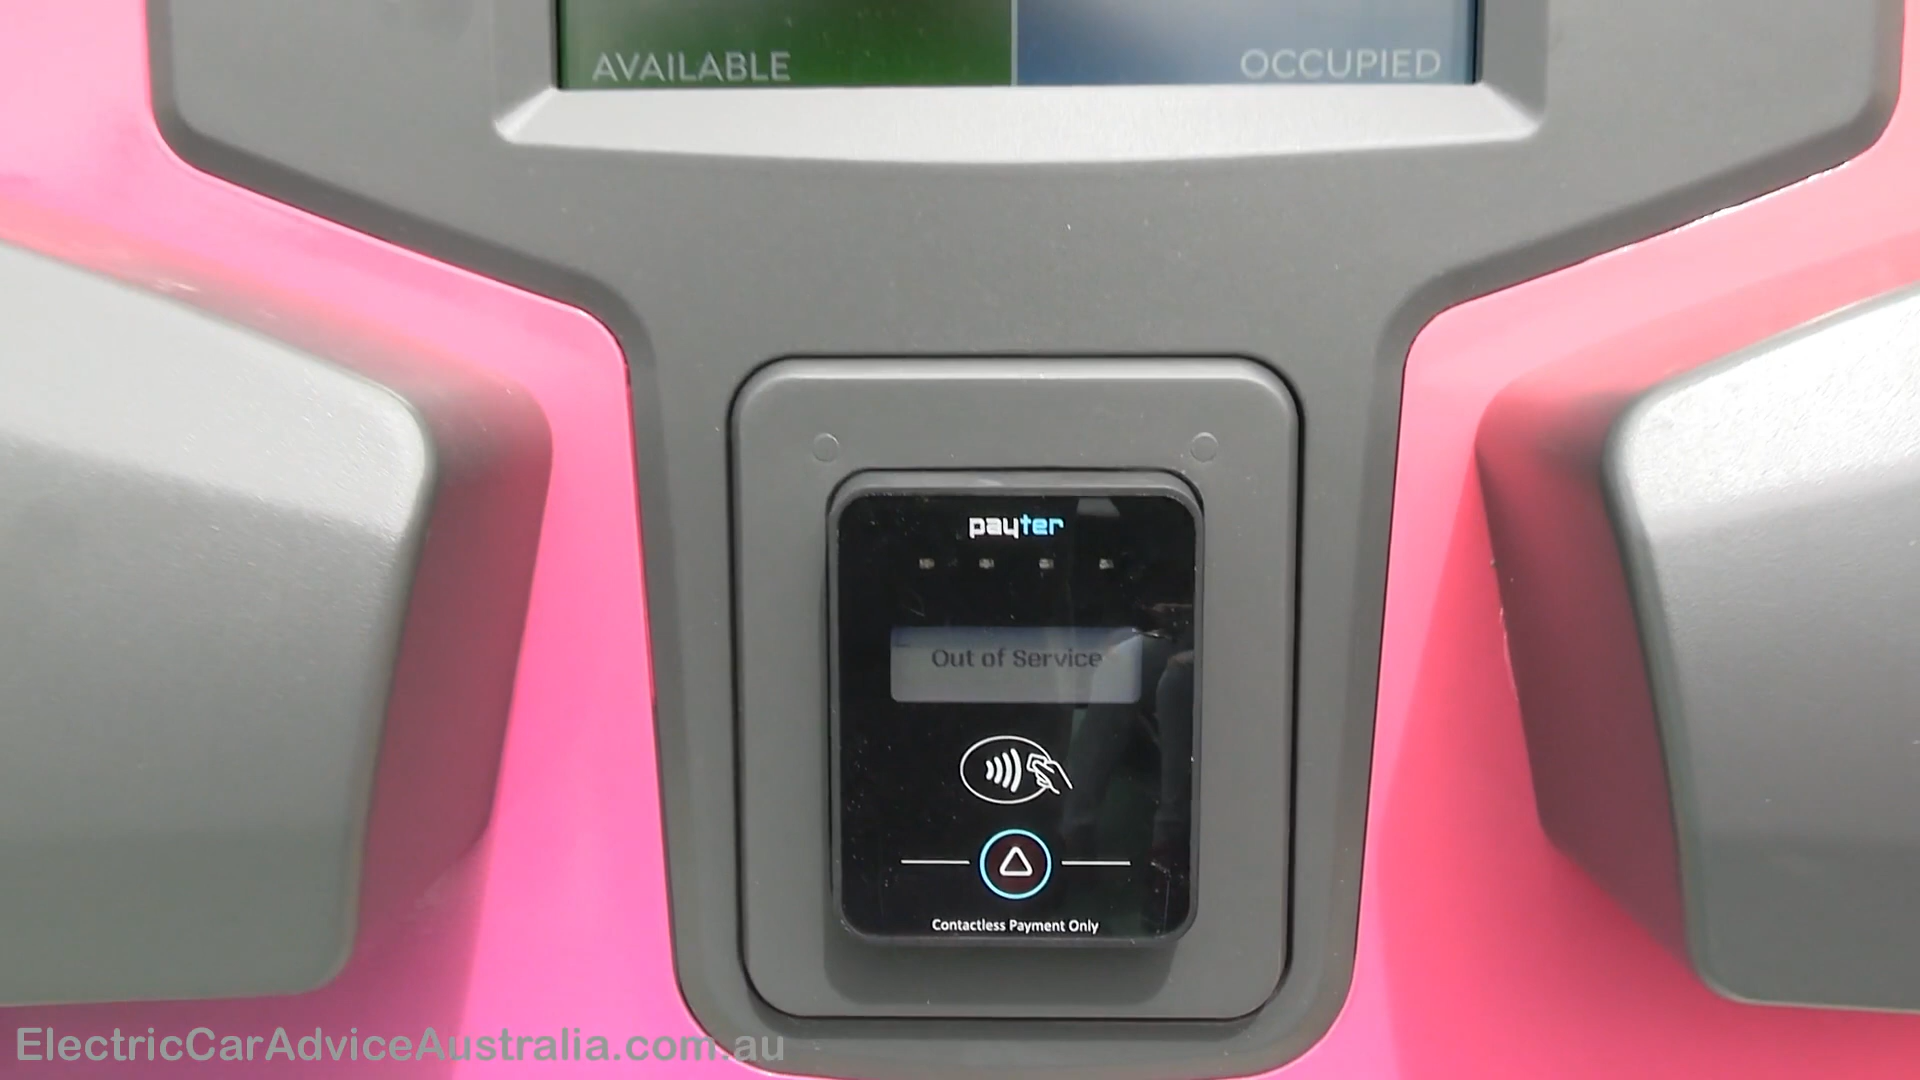 AVAILABLE
OCCUPIED
payter
Out of Service
Contactless Payment Only
ElectricCarAdviceAustralia.com.au